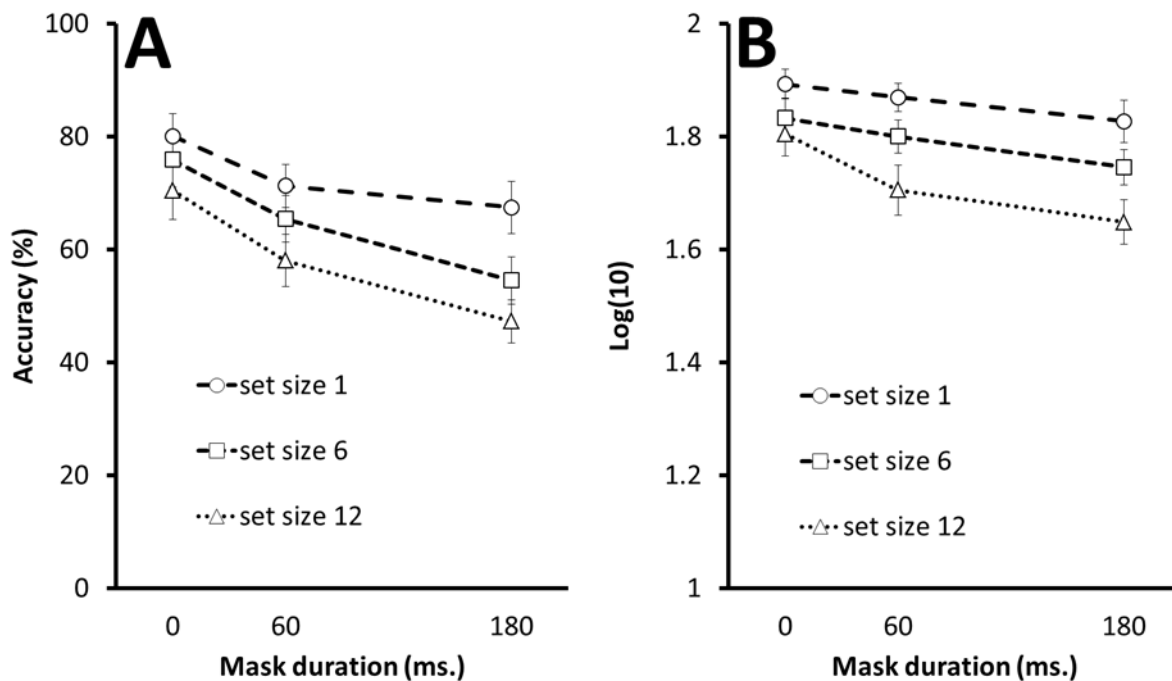 A
Accuracy (%)
100
80
60
40
20
0
set size 1
set size 6
set size 12
0 60 180
Mask duration (ms.)
B
Log(10)
2
1.8
1.6
1.4
1.2
1
set size 1
set size 6
set size 12
0 60 180
Mask duration (ms.)